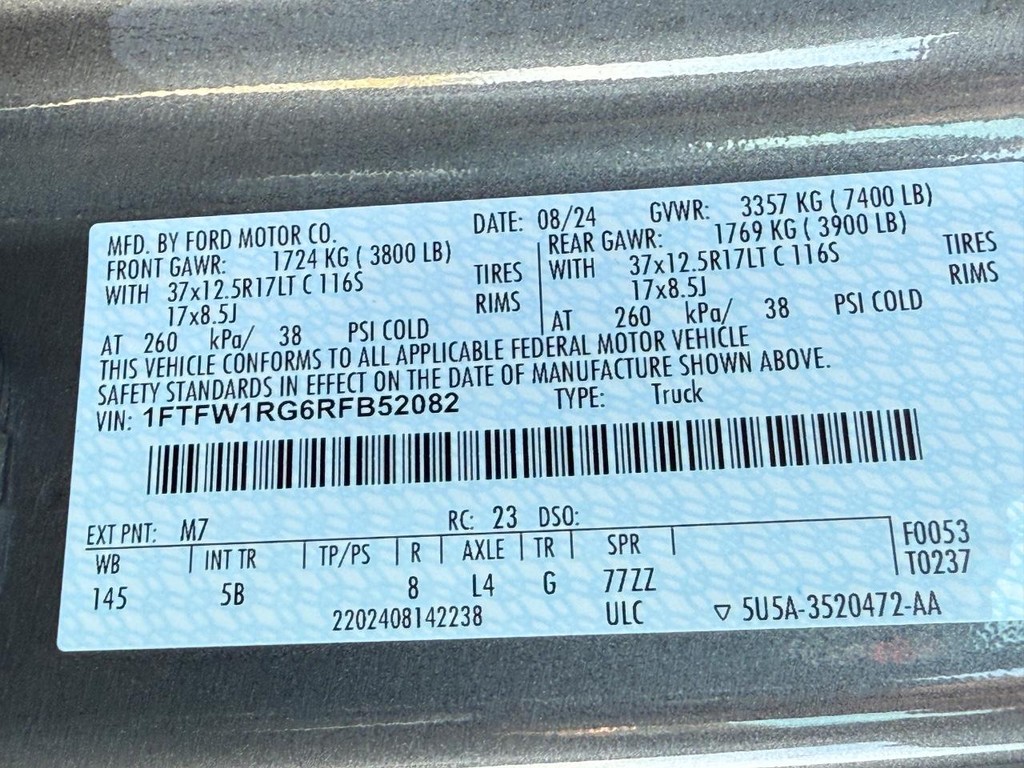 MFD. BY FORD MOTOR CO. DATE: 08/24 GVWR: 3357 KG ( 7400 LB)
FRONT GAWR: 1724 KG ( 3800 LB) REAR GAWR: 1769 KG ( 3900 LB)
WITH 37x12.5R17LT C 116S TIRES WITH 37x12.5R17LT C 116S TIRES
17x8.5J RIMS 17x8.5J RIMS
AT 260 kPa/ 38 PSI COLD AT 260 kPa/ 38 PSI COLD
THIS VEHICLE CONFORMS TO ALL APPLICABLE FEDERAL MOTOR VEHICLE
SAFETY STANDARDS IN EFFECT ON THE DATE OF MANUFACTURE SHOWN ABOVE.
VIN: 1FTFW1RG6RFB52082 TYPE: Truck
EXT PNT: M7 RC: 23 DSO:
WB INT TR TP/PS R AXLE TR SPR F0053
145 5B 8 L4 G 77ZZ T0237
2202408142238 ULC ▽ 5U5A-3520472-AA